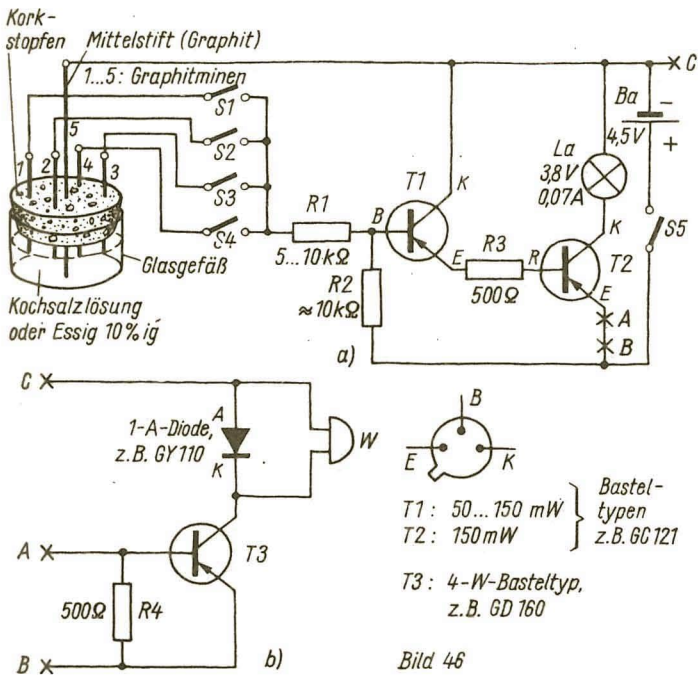 Kork-
stopfen
Mittelstift (Graphit)
1...5: Graphitminen
5
1
2
4
3
S1
S2
S3
S4
R1
5...10kΩ
R2
≈10kΩ
B
T1
K
E
R3
500Ω
R
T2
K
E
La
3,8V
0,07A
Ba
−
4,5V
+
S5
C
A
B
Glasgefäß
Kochsalzlösung
oder Essig 10%ig
a)
C
1-A-Diode,
z.B. GY110
A
K
W
A
T3
500Ω
R4
B
b)
B
E
K
T1: 50...150 mW
T2: 150mW
Bastel-
typen
z.B. GC121
T3: 4-W-Basteltyp,
z.B. GD 160
Bild 46